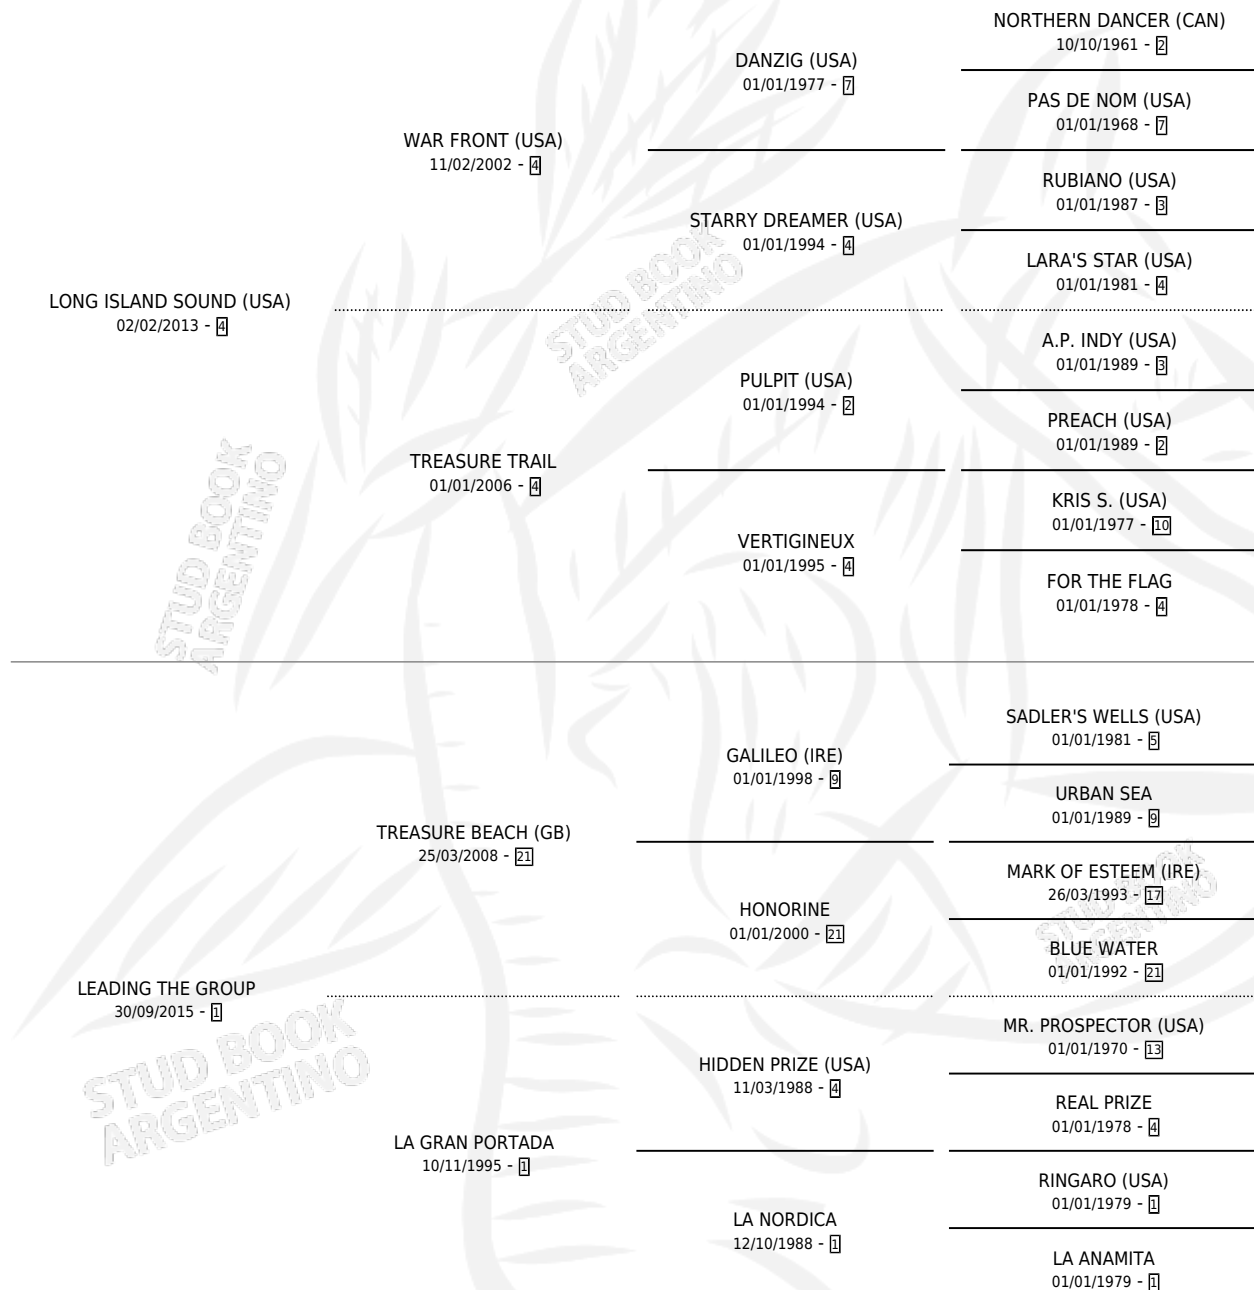 NORTHERN DANCER (CAN)
10/10/1961 - 2
DANZIG (USA)
01/01/1977 - 7
PAS DE NOM (USA)
01/01/1968 - 7
WAR FRONT (USA)
11/02/2002 - 4
RUBIANO (USA)
01/01/1987 - 3
STARRY DREAMER (USA)
01/01/1994 - 4
LARA'S STAR (USA)
01/01/1981 - 4
LONG ISLAND SOUND (USA)
02/02/2013 - 4
A.P. INDY (USA)
01/01/1989 - 3
PULPIT (USA)
01/01/1994 - 2
PREACH (USA)
01/01/1989 - 2
TREASURE TRAIL
01/01/2006 - 4
KRIS S. (USA)
01/01/1977 - 10
VERTIGINEUX
01/01/1995 - 4
FOR THE FLAG
01/01/1978 - 4
STUD BOOK
ARGENTINO
STUD BOOK
ARGENTINO
SADLER'S WELLS (USA)
01/01/1981 - 5
GALILEO (IRE)
01/01/1998 - 9
URBAN SEA
01/01/1989 - 9
TREASURE BEACH (GB)
25/03/2008 - 21
MARK OF ESTEEM (IRE)
26/03/1993 - 17
HONORINE
01/01/2000 - 21
BLUE WATER
01/01/1992 - 21
STUD BOOK
ARGENTINO
LEADING THE GROUP
30/09/2015 - 1
MR. PROSPECTOR (USA)
01/01/1970 - 13
HIDDEN PRIZE (USA)
11/03/1988 - 4
REAL PRIZE
01/01/1978 - 4
LA GRAN PORTADA
10/11/1995 - 1
RINGARO (USA)
01/01/1979 - 1
LA NORDICA
12/10/1988 - 1
LA ANAMITA
01/01/1979 - 1
STUD BOOK
ARGENTINO